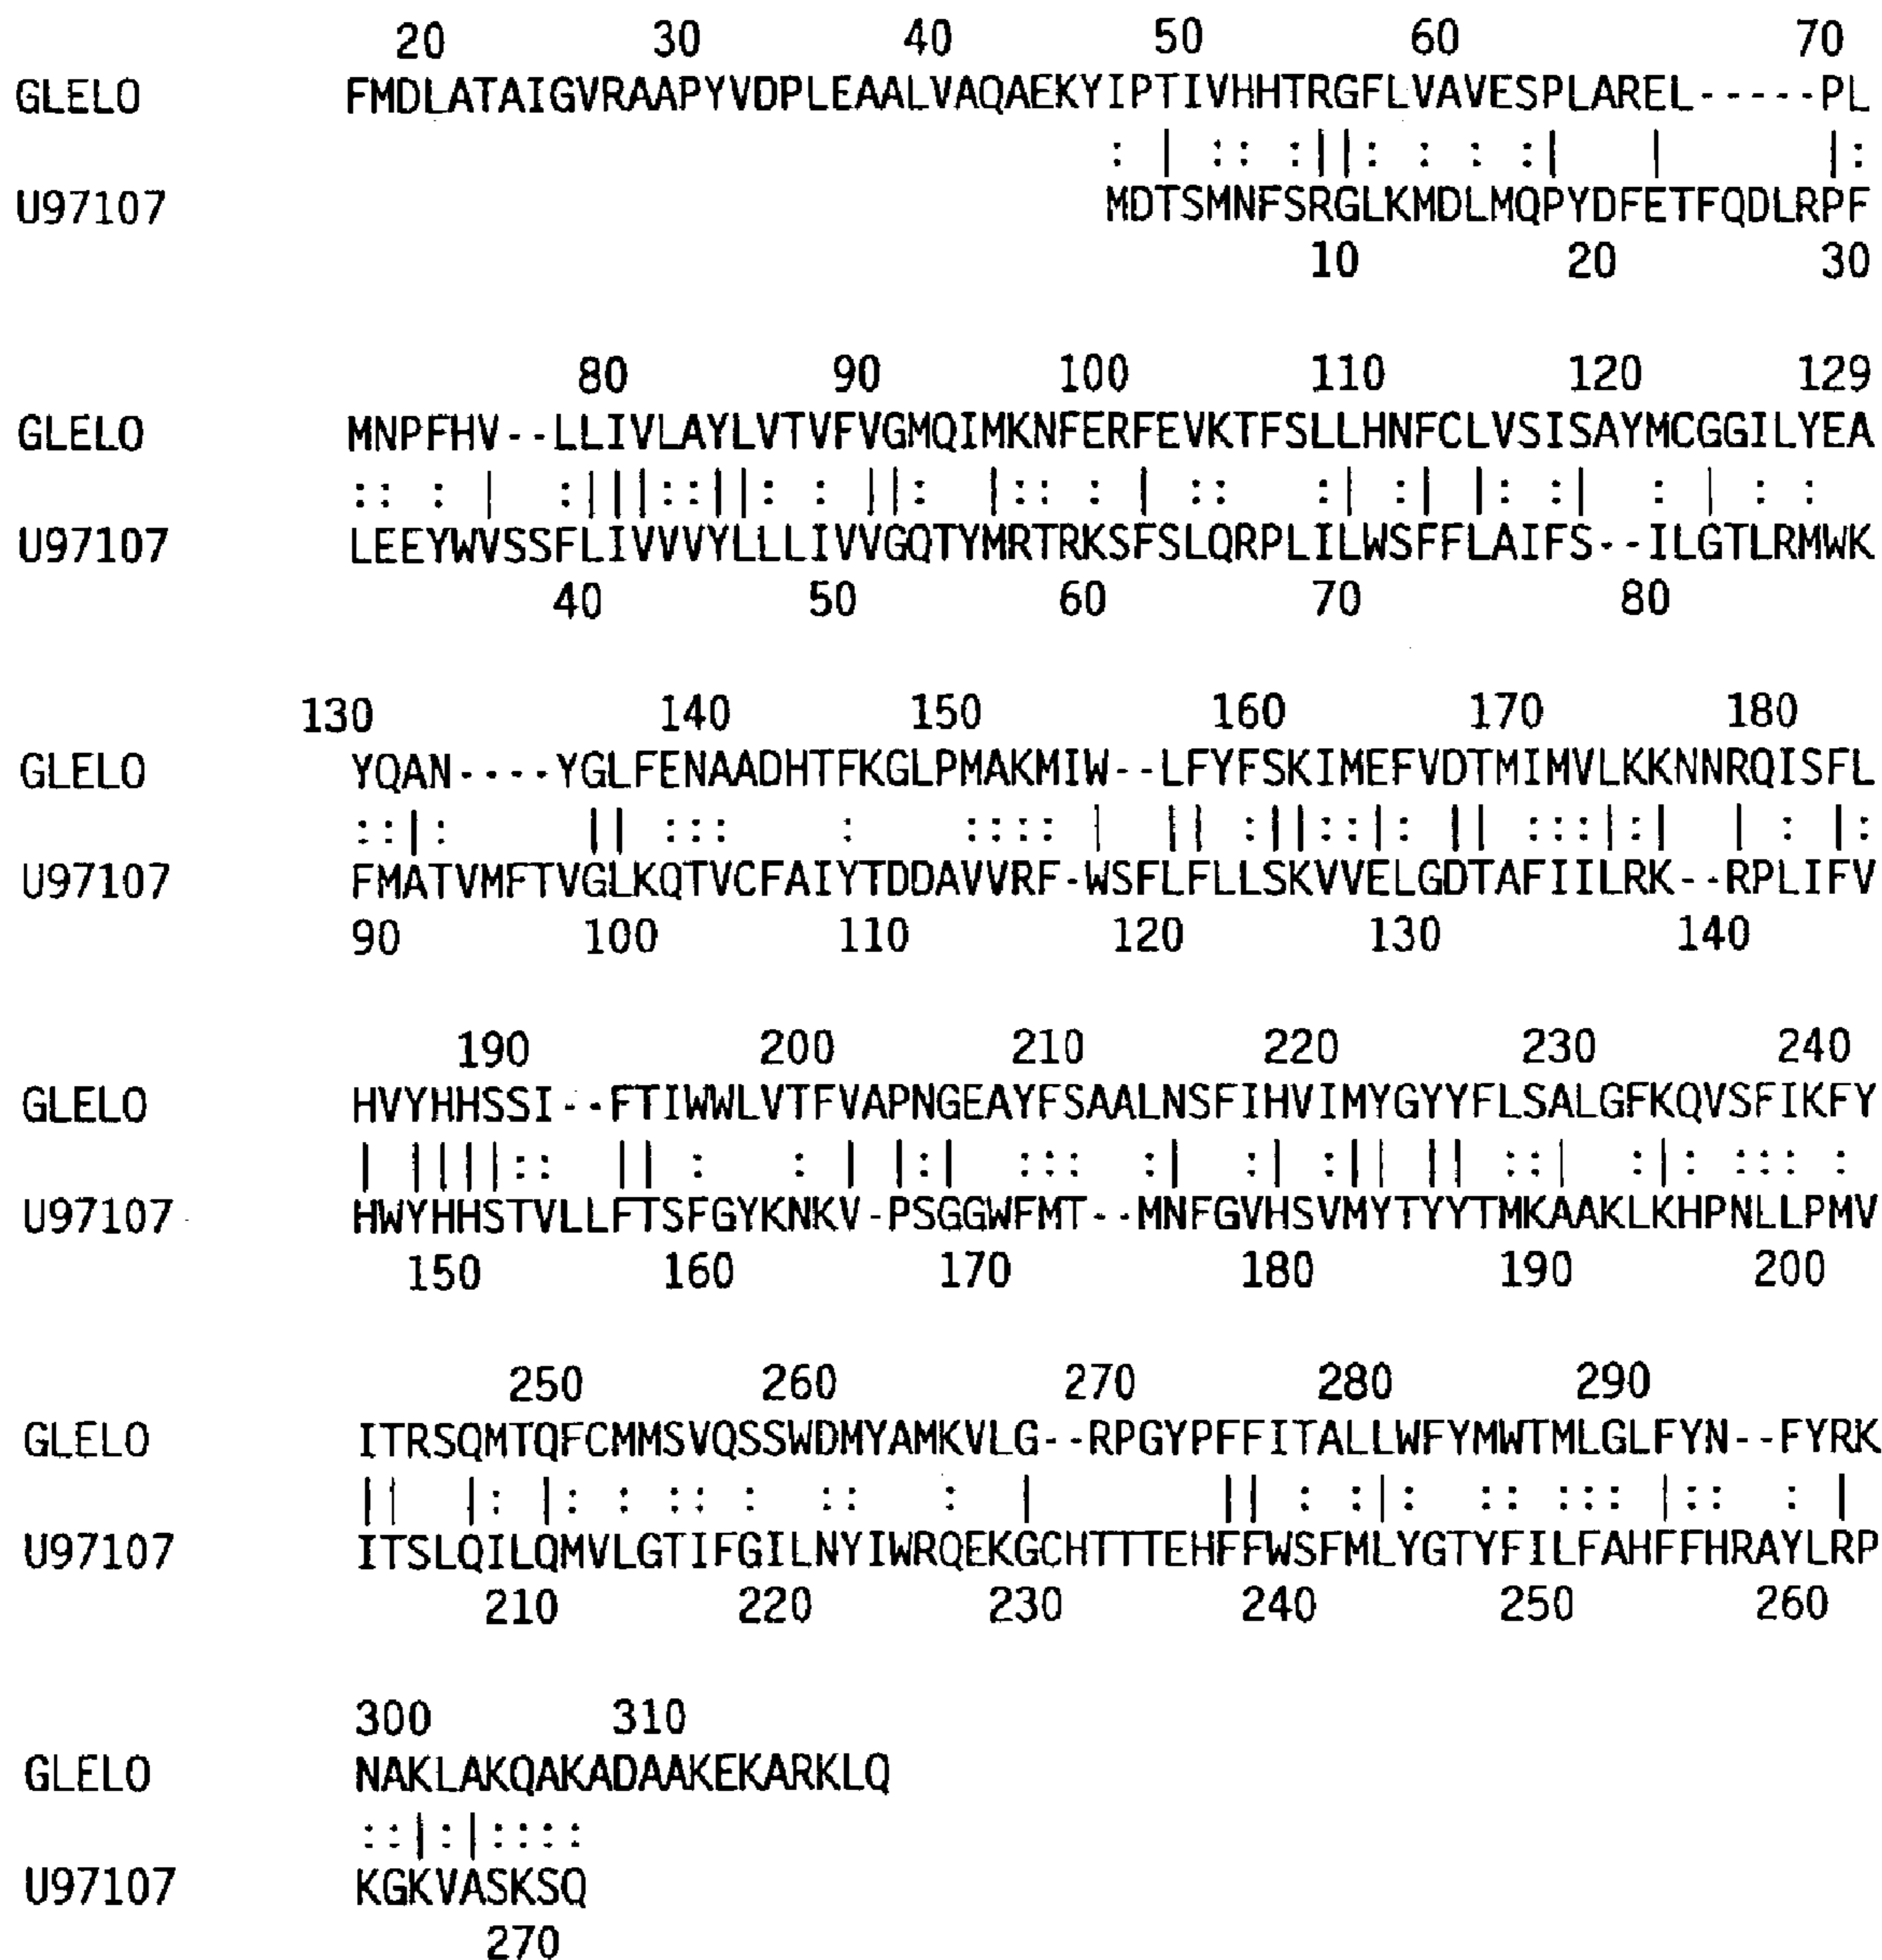 20 30 40 50 60 70
GLELO FMDLATAIGVRAAPYVDPLEAALVAQAEKYIPTIVHHTRGFLVAVESPLAREL-----PL
: | :: :||: : : :| | |:
U97107 MDTSMNFSRGLKMDLMQPYDFETFQDLRPF
10 20 30
80 90 100 110 120 129
GLELO MNPFHV--LLIVLAYLVTVFVGMQIMKNFERFEVKTFSLLHNFCLVSISAYMCGGILYEA
:: : | :|||::||: : ||: |:: : | :: :| :| |: :| : | : :
U97107 LEEYWVSSFLIVVVYLLLIVVGQTYMRTRKSFSLQRPLILWSFFLAIFS--ILGTLRMWK
40 50 60 70 80
130 140 150 160 170 180
GLELO YQAN----YGLFENAADHTFKGLPMAKMIW--LFYFSKIMEFVDTMIMVLKKNNRQISFL
::|: || ::: : :::: | || :||::|: || :::|:| | : |:
U97107 FMATVMFTVGLKQTVCFAIYTDDAVVRF-WSFLFLLSKVVELGDTAFIILRK--RPLIFV
90 100 110 120 130 140
190 200 210 220 230 240
GLELO HVYHHSSI--FTIWWLVTFVAPNGEAYFSAALNSFIHVIMYGYYFLSALGFKQVSFIKFY
| ||||:: || : : | |:| ::: :| :| :|| || ::| :|: ::: :
U97107 HWYHHSTVLLFTSFGYKNKV-PSGGWFMT--MNFGVHSVMYTYYTMKAAKLKHPNLLPMV
150 160 170 180 190 200
250 260 270 280 290
GLELO ITRSQMTQFCMMSVQSSWDMYAMKVLG--RPGYPFFITALLWFYMWTMLGLFYN--FYRK
|| |: |: : :: : :: : | || : :|: :: ::: |:: : |
U97107 ITSLQILQMVLGTIFGILNYIWRQEKGCHTTTEHFFWSFMLYGTYFILFAHFFHRAYLRP
210 220 230 240 250 260
300 310
GLELO NAKLAKQAKADAAKEKARKLQ
::|:|::::
U97107 KGKVASKSQ
270